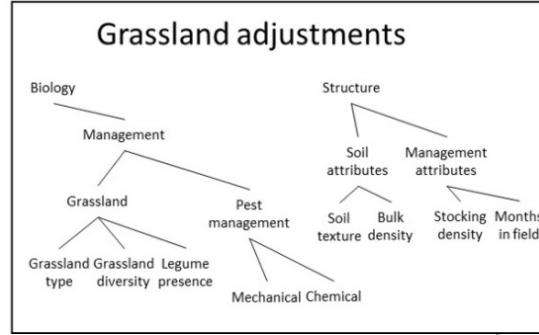 Grassland adjustments
Biology
Structure
Management
Soil
attributes
Management
attributes
Grassland
Pest
management
Soil
texture
Bulk
density
Stocking
density
Months
in field
Grassland
type
Grassland
diversity
Legume
presence
Mechanical
Chemical